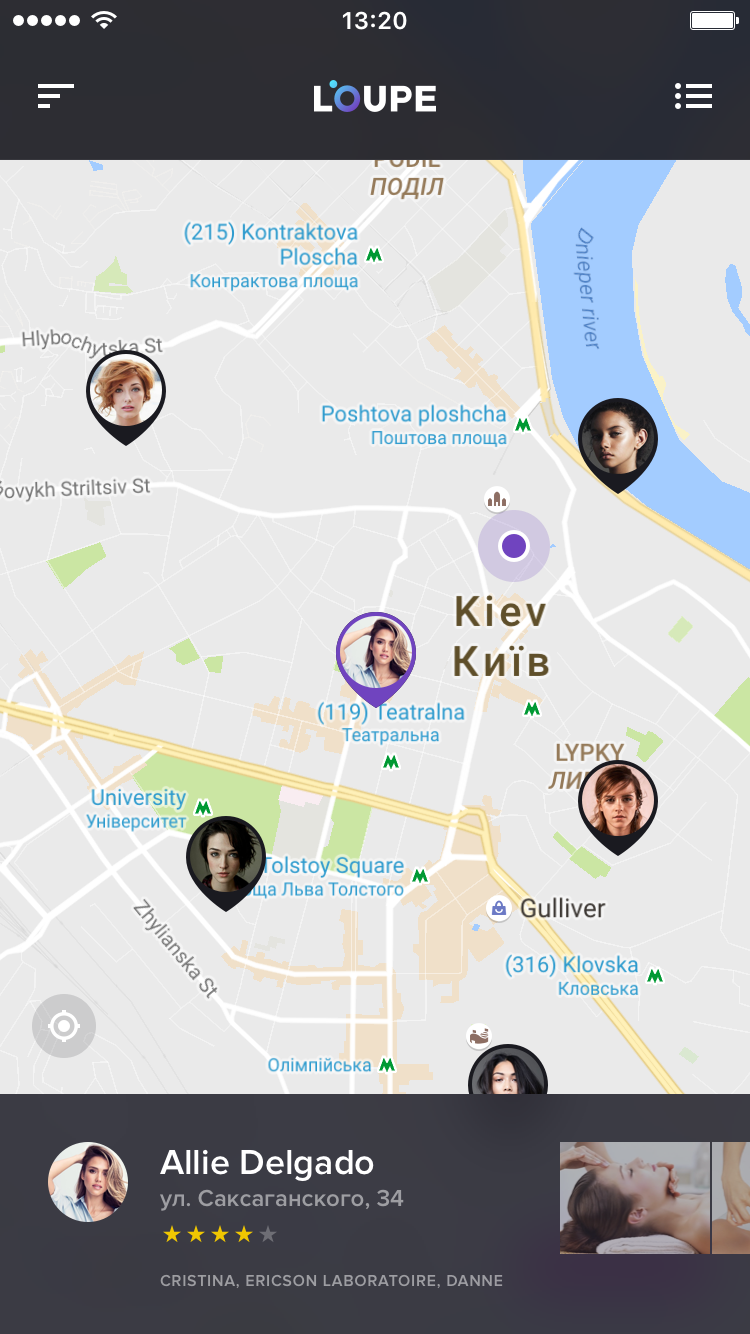 13:20
LOUPE
PODIL
ПОДІЛ
(215) Kontraktova
Ploscha
Контрактова площа
Dnieper river
Hlybochytska St
Poshtova ploshcha
Поштова площа
ovykh Striltsiv St
Kiev
Київ
(119) Teatralna
Театральна
LYPKY
ЛИ
University
Університет
Tolstoy Square
ща Льва Толстого
Zhylianska St
Gulliver
(316) Klovska
Кловська
Олімпійська
Allie Delgado
ул. Саксаганского, 34
CRISTINA, ERICSON LABORATOIRE, DANNE